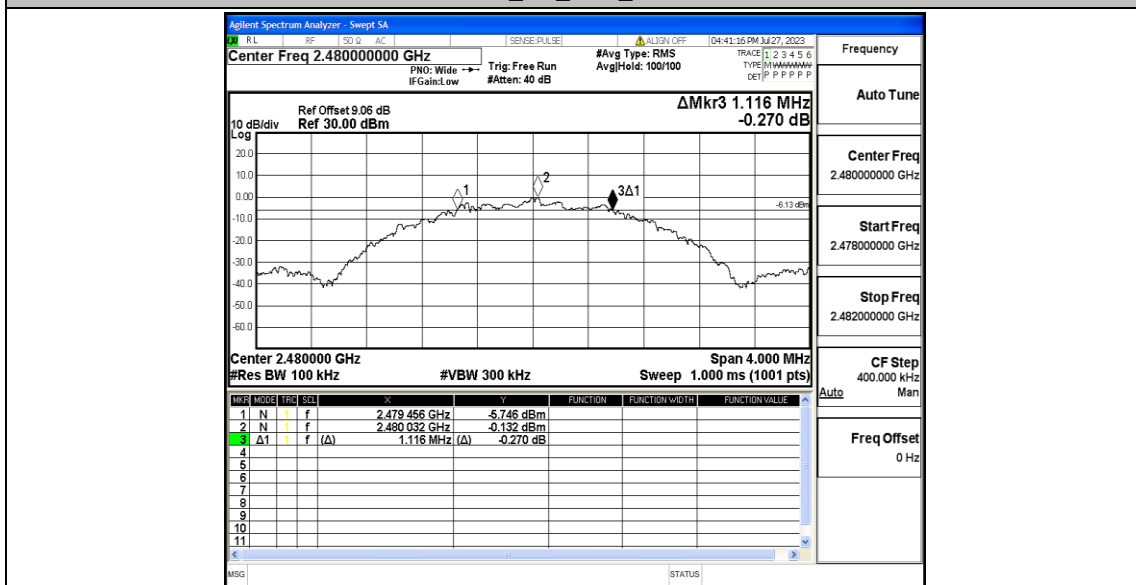 Agilent Spectrum Analyzer - Swept SA
RL RF 50 Ω AC SENSE:PULSE ALIGN OFF 04:41:16 PM Jul 27, 2023
Center Freq 2.480000000 GHz
PNO: Wide
IFGain:Low
Trig: Free Run
#Atten: 40 dB
#Avg Type: RMS
Avg|Hold: 100/100
TRACE 1 2 3 4 5 6
TYPE M
DET P P P P P P
ΔMkr3 1.116 MHz
-0.270 dB
Ref Offset 9.06 dB
10 dB/div Ref 30.00 dBm
Log
20.0
10.0
0.00
-10.0
-20.0
-30.0
-40.0
-50.0
-60.0
1
2
3Δ1
-6.13 dBm
Center 2.480000 GHz Span 4.000 MHz
#Res BW 100 kHz #VBW 300 kHz Sweep 1.000 ms (1001 pts)
MKR MODE TRC SCL X Y FUNCTION FUNCTION WIDTH FUNCTION VALUE
1 N 1 f 2.479 456 GHz -5.746 dBm
2 N 1 f 2.480 032 GHz -0.132 dBm
3 Δ1 1 f (Δ) 1.116 MHz (Δ) -0.270 dB
4
5
6
7
8
9
10
11
MSG STATUS
Frequency
Auto Tune
Center Freq
2.480000000 GHz
Start Freq
2.478000000 GHz
Stop Freq
2.482000000 GHz
CF Step
400.000 kHz
Auto Man
Freq Offset
0 Hz